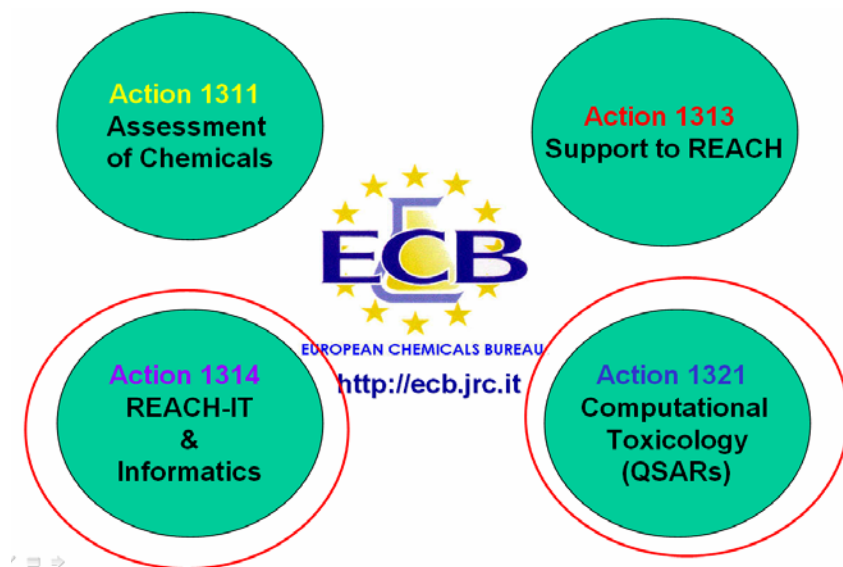 Action 1311
Assessment
of Chemicals
Action 1313
Support to REACH
ECB
EUROPEAN CHEMICALS BUREAU
http://ecb.jrc.it
Action 1314
REACH-IT
&
Informatics
Action 1321
Computational
Toxicology
(QSARs)